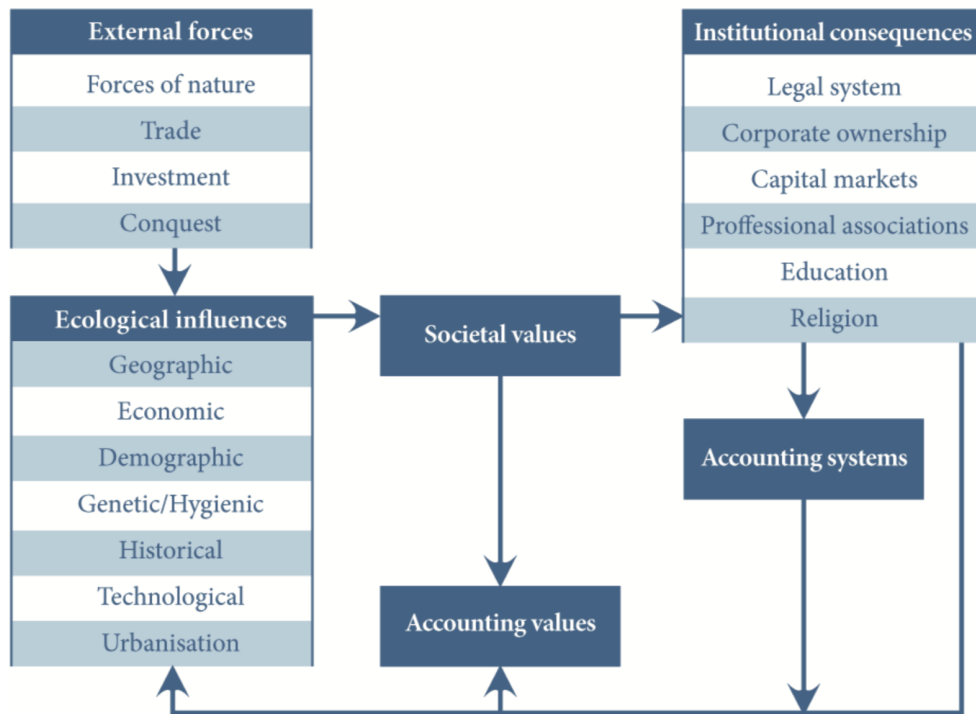 External forces
Forces of nature
Trade
Investment
Conquest
Ecological influences
Geographic
Economic
Demographic
Genetic/Hygienic
Historical
Technological
Urbanisation
Societal values
Accounting values
Institutional consequences
Legal system
Corporate ownership
Capital markets
Proffessional associations
Education
Religion
Accounting systems